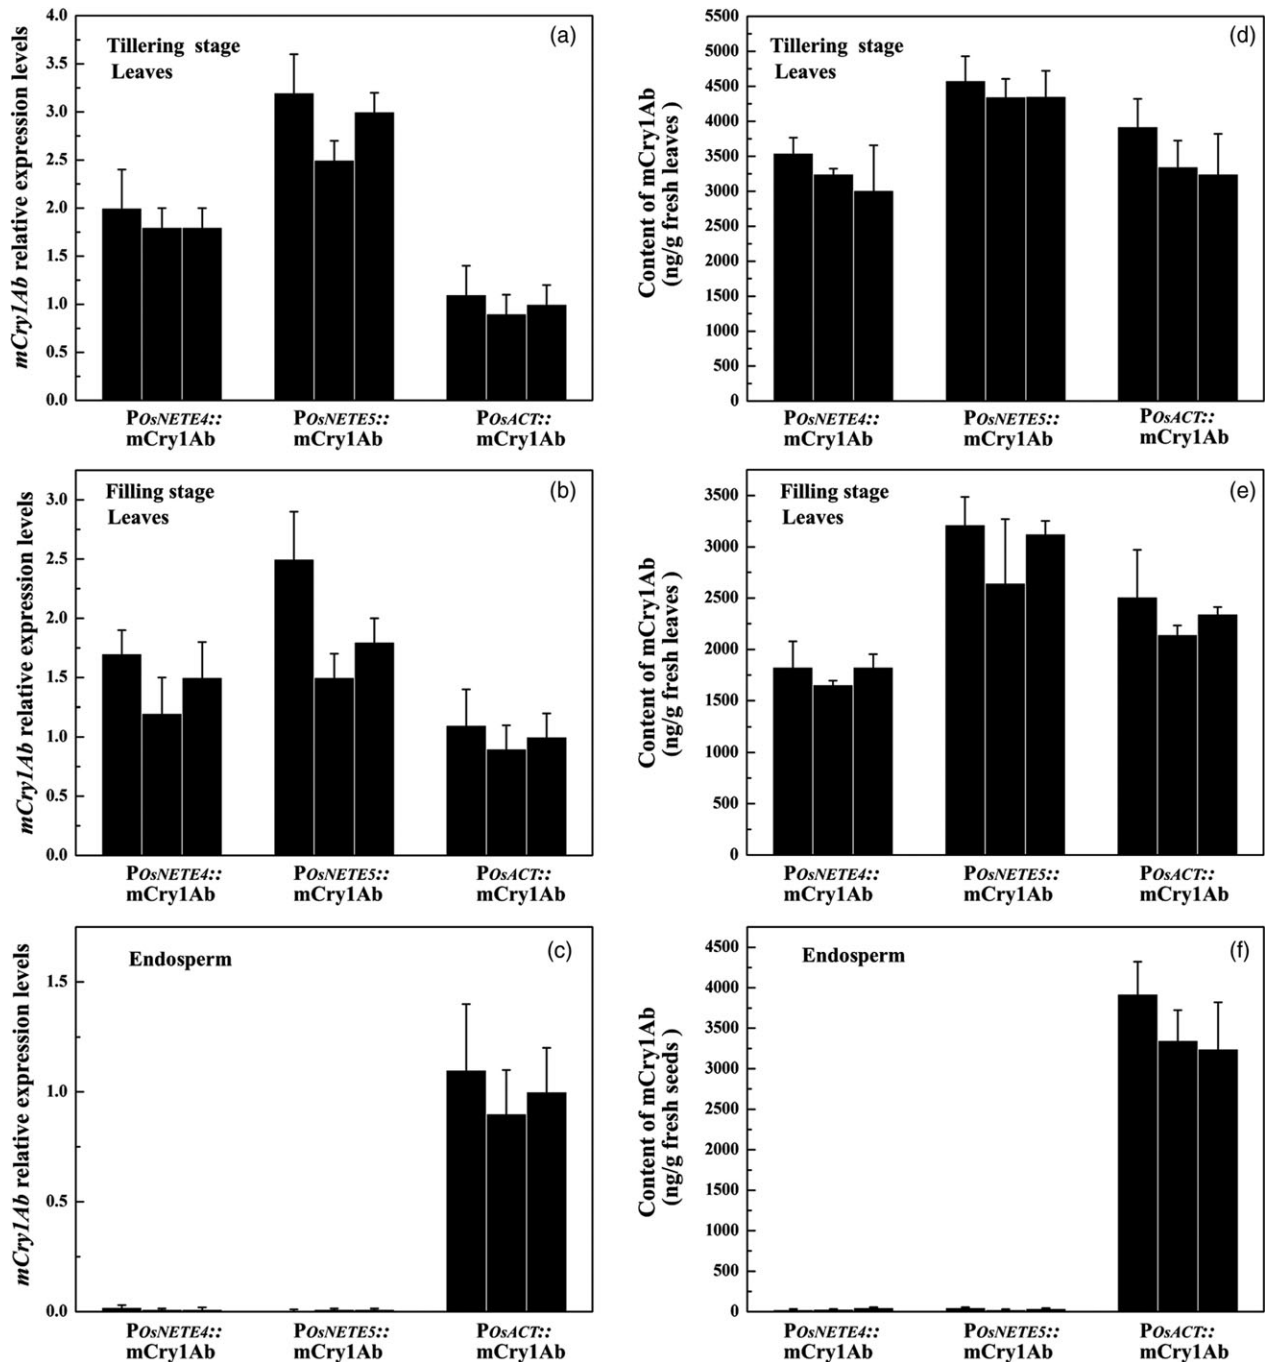 (a)
Tillering stage
Leaves
mCry1Ab relative expression levels
4.0
3.5
3.0
2.5
2.0
1.5
1.0
0.5
0.0
POsNETE4::
mCry1Ab
POsNETE5::
mCry1Ab
POsACT::
mCry1Ab
(d)
Tillering stage
Leaves
Content of mCry1Ab
(ng/g fresh leaves )
5500
5000
4500
4000
3500
3000
2500
2000
1500
1000
500
0
POsNETE4::
mCry1Ab
POsNETE5::
mCry1Ab
POsACT::
mCry1Ab
(b)
Filling stage
Leaves
mCry1Ab relative expression levels
3.0
2.5
2.0
1.5
1.0
0.5
0.0
POsNETE4::
mCry1Ab
POsNETE5::
mCry1Ab
POsACT::
mCry1Ab
(e)
Filling stage
Leaves
Content of mCry1Ab
(ng/g fresh leaves )
3500
3000
2500
2000
1500
1000
500
0
POsNETE4::
mCry1Ab
POsNETE5::
mCry1Ab
POsACT::
mCry1Ab
(c)
Endosperm
mCry1Ab relative expression levels
1.5
1.0
0.5
0.0
POsNETE4::
mCry1Ab
POsNETE5::
mCry1Ab
POsACT::
mCry1Ab
(f)
Endosperm
Content of mCry1Ab
(ng/g fresh seeds )
4500
4000
3500
3000
2500
2000
1500
1000
500
0
POsNETE4::
mCry1Ab
POsNETE5::
mCry1Ab
POsACT::
mCry1Ab